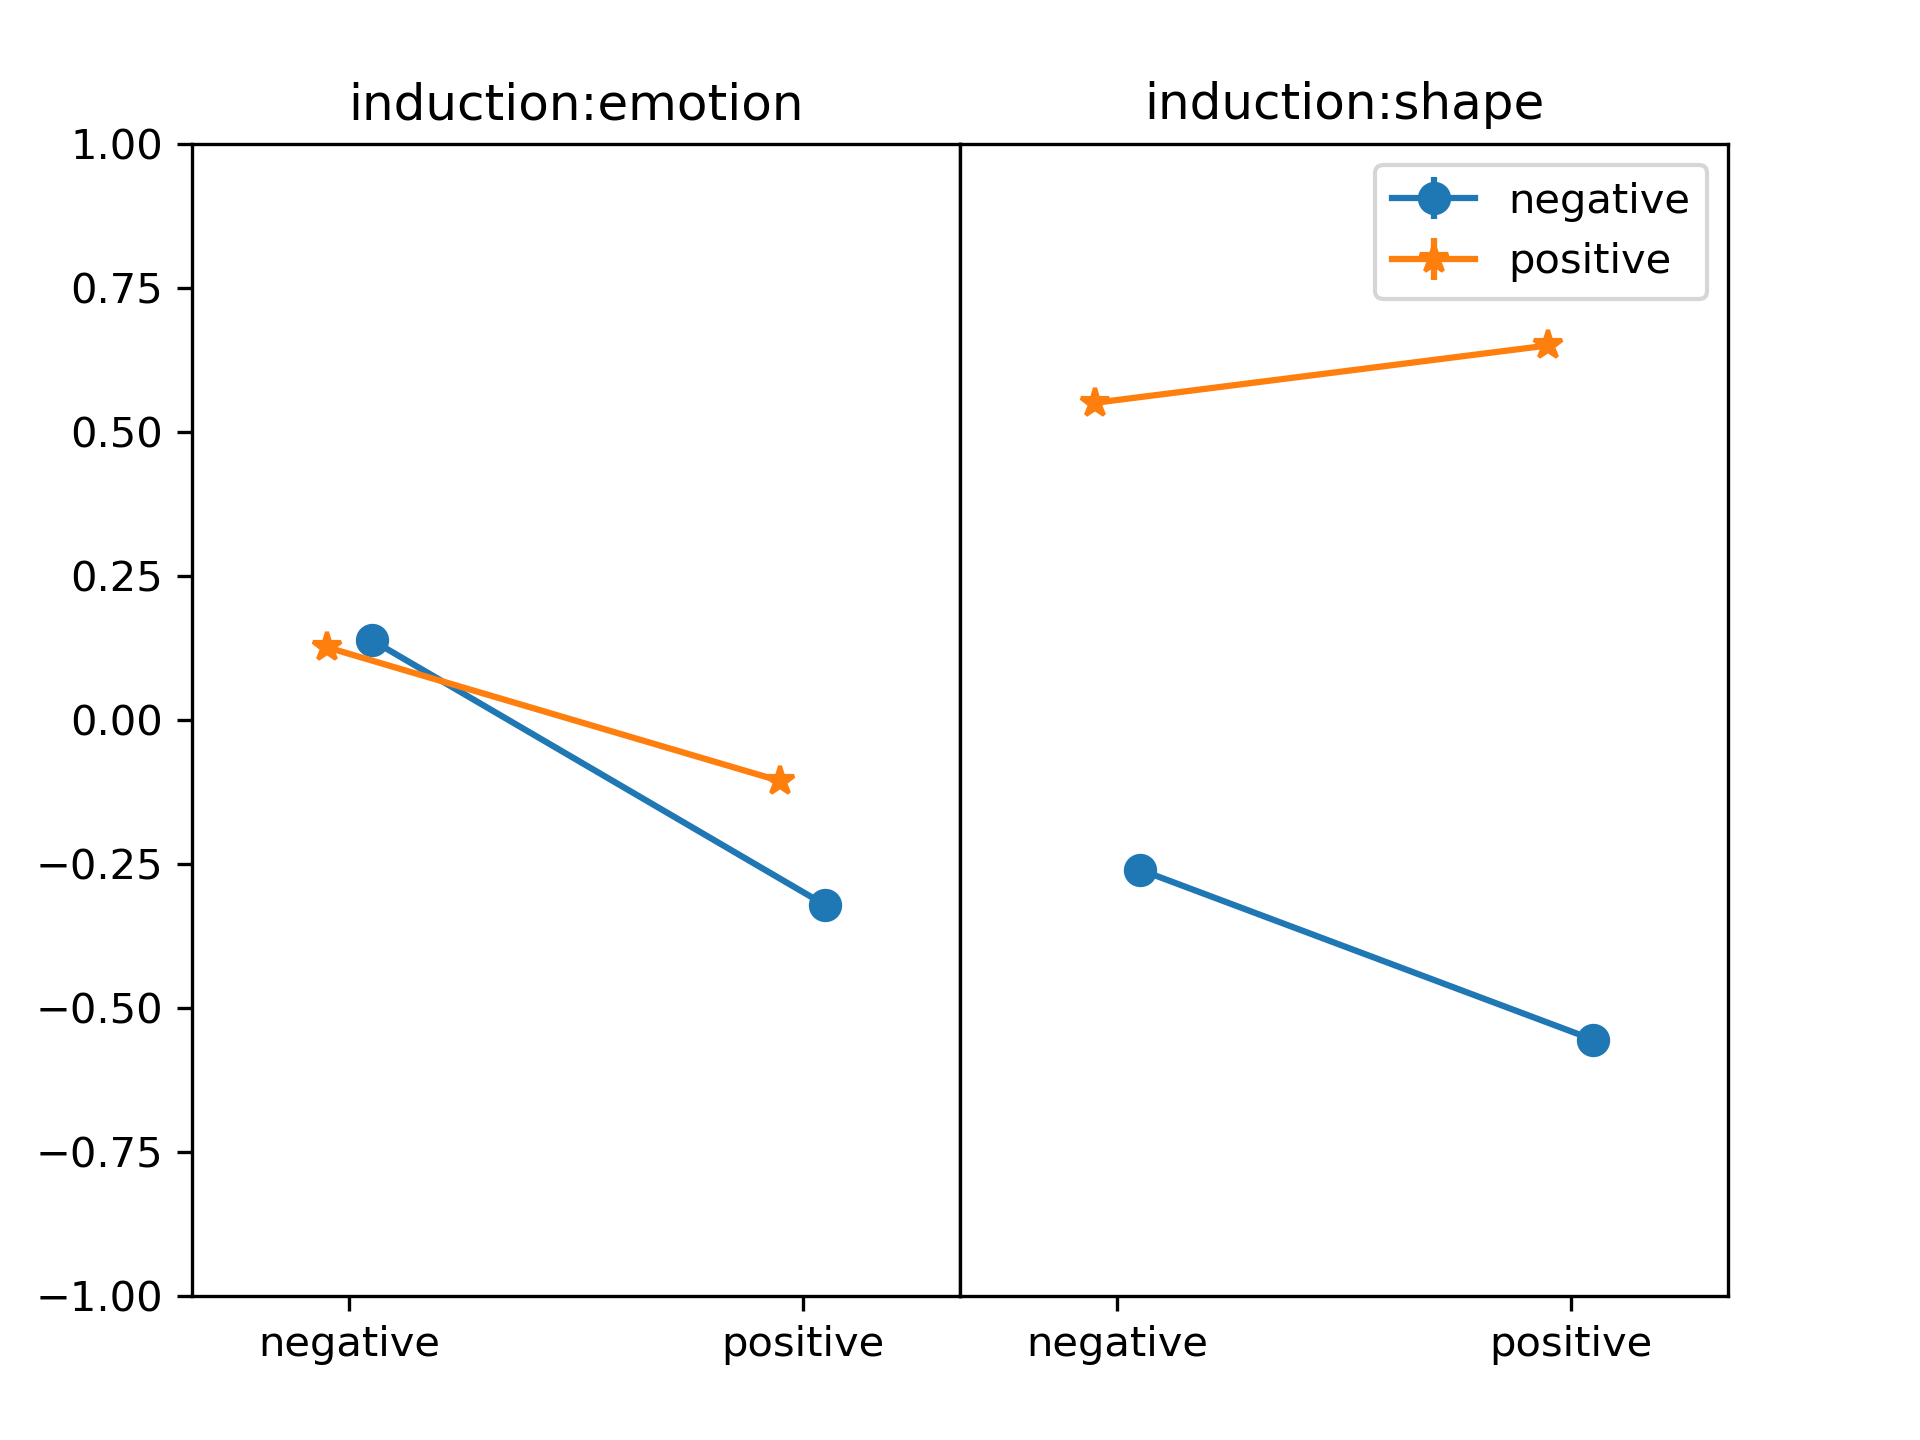 induction:emotion
induction:shape
1.00
0.75
0.50
0.25
0.00
−0.25
−0.50
−0.75
−1.00
negative
positive
negative
positive
negative
positive